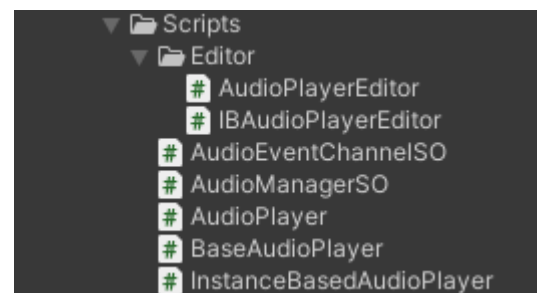 Scripts
Editor
# AudioPlayerEditor
# IBAudioPlayerEditor
# AudioEventChannelSO
# AudioManagerSO
# AudioPlayer
# BaseAudioPlayer
# InstanceBasedAudioPlayer